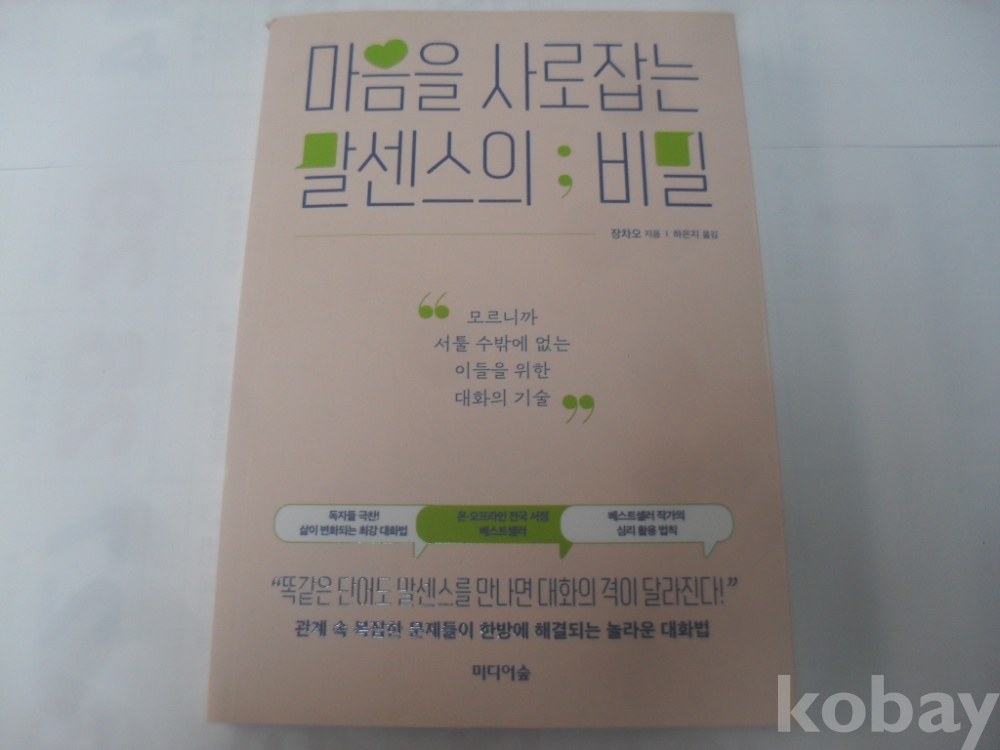 마음을 사로잡는
말센스의 ; 비밀
장차오 지음 | 하은지 옮김
“ 모르니까
서툴 수밖에 없는
이들을 위한
대화의 기술 ”
독자들 극찬!
삶이 변화되는 최강 대화법
온·오프라인 전국 서점
베스트셀러
베스트셀러 작가의
심리 활용 법칙
“똑같은 단어도 말센스를 만나면 대화의 격이 달라진다!”
관계 속 복잡한 문제들이 한방에 해결되는 놀라운 대화법
미디어숲
kobay